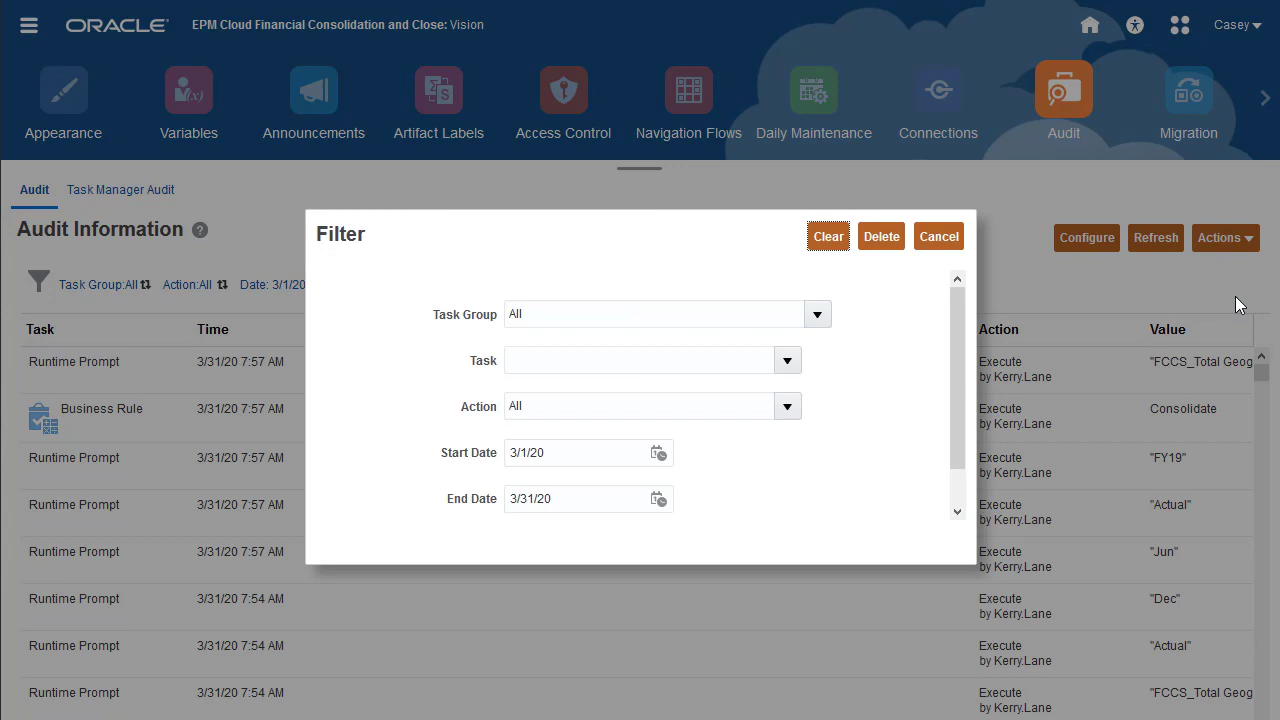 ORACLE EPM Cloud Financial Consolidation and Close: Vision Casey
Appearance Variables Announcements Artifact Labels Access Control Navigation Flows Daily Maintenance Connections Audit Migration
Audit Task Manager Audit
Audit Information
Configure Refresh Actions
Filter Clear Delete Cancel
Task Group:All Action:All Date: 3/1/20
Task Group All
Task
Action All
Start Date 3/1/20
End Date 3/31/20
Task Time Action Value
Runtime Prompt 3/31/20 7:57 AM Execute "FCCS_Total Geog
by Kerry.Lane
Business Rule 3/31/20 7:57 AM Execute Consolidate
by Kerry.Lane
Runtime Prompt 3/31/20 7:57 AM Execute "FY19"
by Kerry.Lane
Runtime Prompt 3/31/20 7:57 AM Execute "Actual"
by Kerry.Lane
Runtime Prompt 3/31/20 7:57 AM Execute "Jun"
by Kerry.Lane
Runtime Prompt 3/31/20 7:54 AM Execute "Dec"
by Kerry.Lane
Runtime Prompt 3/31/20 7:54 AM Execute "Actual"
by Kerry.Lane
Runtime Prompt 3/31/20 7:54 AM Execute "FCCS_Total Geog
by Kerry.Lane